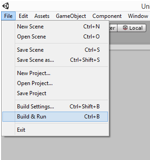 Un
File Edit Assets GameObject Component Window
New Scene Ctrl+N
Open Scene Ctrl+O
Local
Save Scene Ctrl+S
Save Scene as... Ctrl+Shift+S
New Project...
Open Project...
Save Project
Build Settings... Ctrl+Shift+B
Build & Run Ctrl+B
Exit